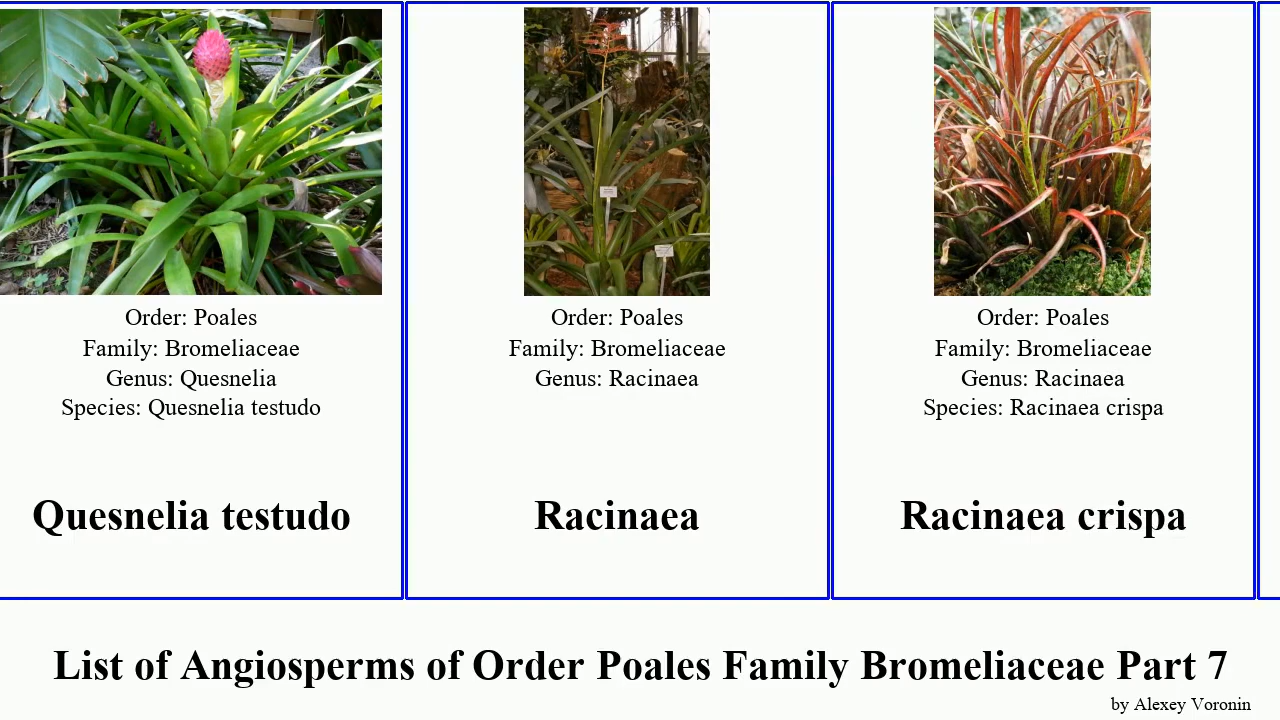 Order: Poales
Family: Bromeliaceae
Genus: Quesnelia
Species: Quesnelia testudo
Quesnelia testudo
Order: Poales
Family: Bromeliaceae
Genus: Racinaea
Racinaea
Order: Poales
Family: Bromeliaceae
Genus: Racinaea
Species: Racinaea crispa
Racinaea crispa
List of Angiosperms of Order Poales Family Bromeliaceae Part 7
by Alexey Voronin